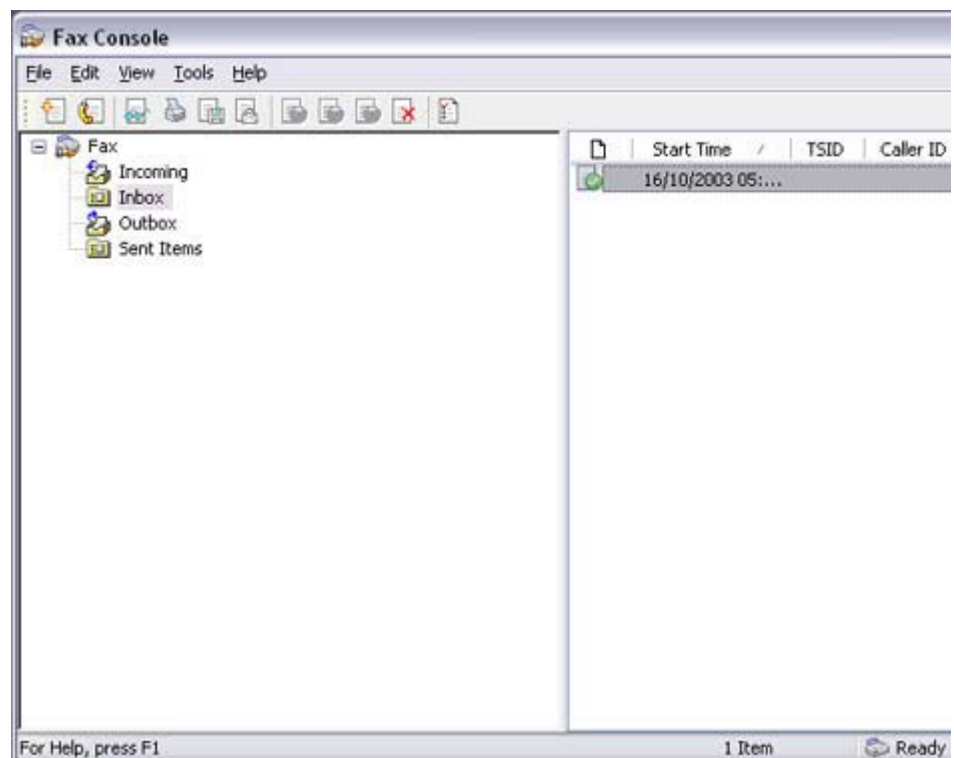 Fax Console
File Edit View Tools Help
Fax
Incoming
Inbox
Outbox
Sent Items
Start Time TSID Caller ID
16/10/2003 05:...
For Help, press F1 1 Item Ready